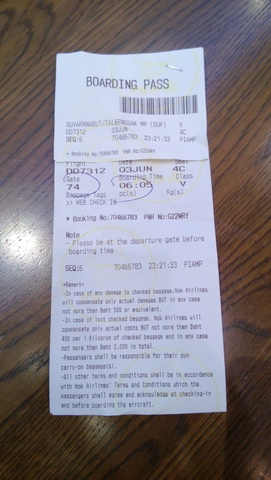 BOARDING PASS
SUVARNNABUT/TALEENGGAK MR (DUP) V
DD7312 03JUN 4C
SEQ:6 70466783 23:21:33 PIAMP
* Booking No:70466783 PNR No:G22NRY
Flight Date Seat
DD7312 03JUN 4C
Gate Boarding Time Class
74 06:05 V
Baggage Tags pc(s) Kg(s)
>> WEB CHECK IN
* Booking No:70466783 PNR No:G22NRY
Note
- Please be at the departure gate before
boarding time
SEQ:6 70466783 23:21:33 PIAMP
*Remark*
-In case of any damage to checked baggage,Nok Airlines
will compensate only actual damages BUT in any case
not more than Baht 500 or equivalent.
-In case of lost checked baggage, Nok Airlines will
compensate only actual costs BUT not more than Baht
400 per 1 Kilogram of checked baggage and in any case
not more than Baht 2,000 in total.
-Passengers shall be responsible for their own
carry-on baggage(s).
-All other terms and conditions shall be in accordance
with Nok Airlines' Terms and Conditions which the
passengers shall agree and acknowledge at checking-in
and before boarding the aircraft.